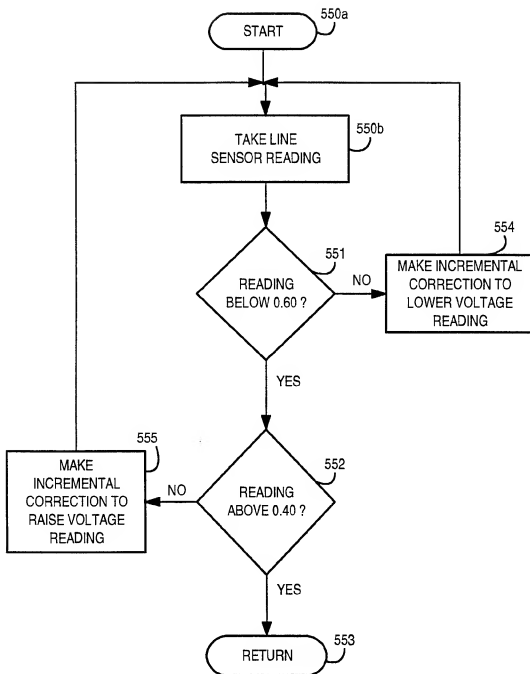 START
550a
TAKE LINE
SENSOR READING
550b
READING
BELOW 0.60 ?
551
NO
554
MAKE INCREMENTAL
CORRECTION TO
LOWER VOLTAGE
READING
YES
555
MAKE
INCREMENTAL
CORRECTION TO
RAISE VOLTAGE
READING
NO
READING
ABOVE 0.40 ?
552
YES
RETURN
553